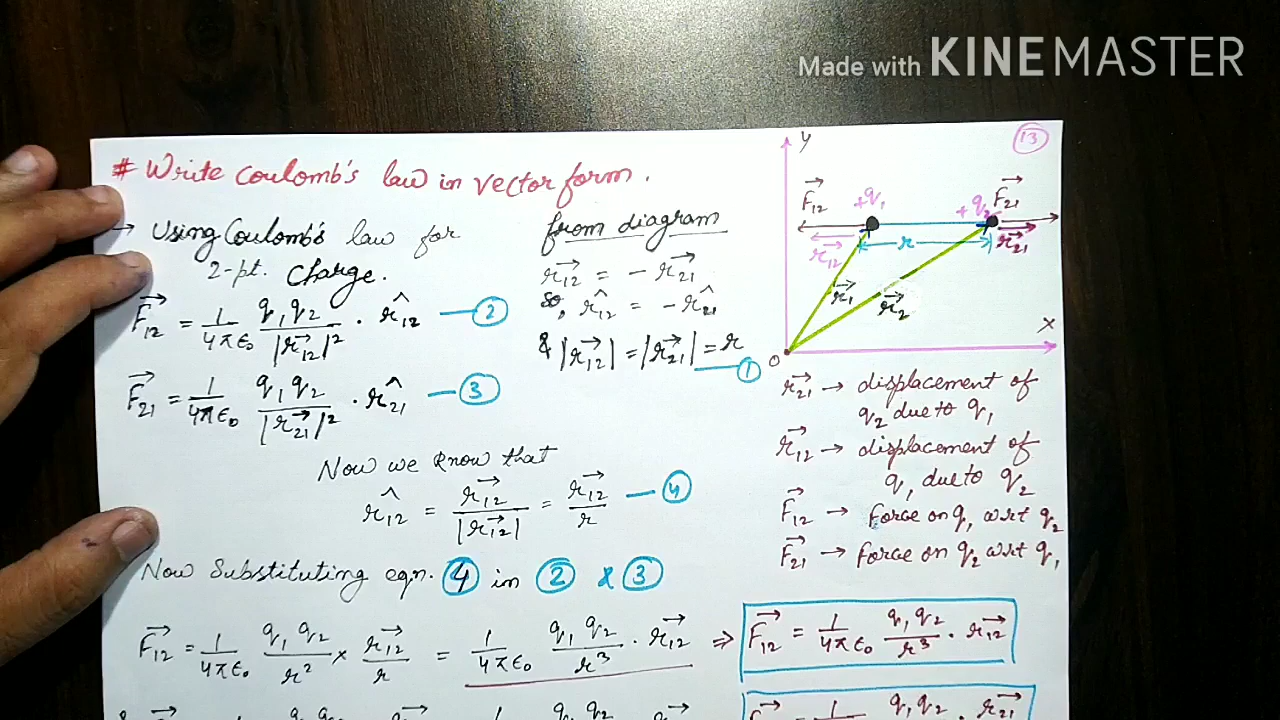 Made with KINEMASTER
13
# Write Coulomb's law in vector form.
→ Using Coulomb's law for
2-pt. Charge.
F⃗12 = 1/4πε0 q1q2/|r⃗12|² · r̂12 — 2
F⃗21 = 1/4πε0 q1q2/|r⃗21|² · r̂21 — 3
from diagram
r⃗12 = - r⃗21
so, r̂12 = - r̂21
& |r⃗12| = |r⃗21| = r — 1
y
F⃗12 +q1 +q2 F⃗21
r⃗12 r r⃗21
r⃗1 r⃗2
x
O
r⃗21 → displacement of
q2 due to q1
r⃗12 → displacement of
q1 due to q2
F⃗12 → Force on q1 wrt q2
F⃗21 → Force on q2 wrt q1
Now we know that
r̂12 = r⃗12/|r⃗12| = r⃗12/r — 4
Now Substituting eqn. 4 in 2 & 3
F⃗12 = 1/4πε0 q1q2/r² × r⃗12/r = 1/4πε0 q1q2/r³ · r⃗12 ⇒ F⃗12 = 1/4πε0 q1q2/r³ · r⃗12